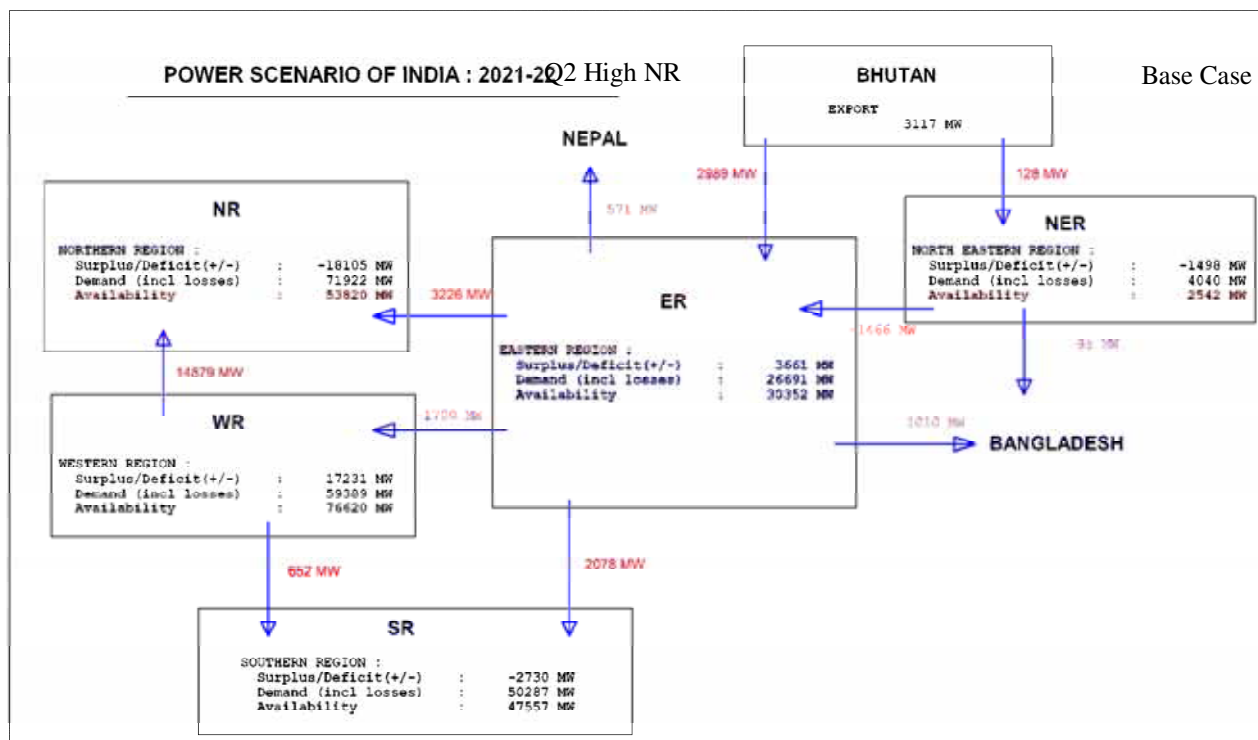 POWER SCENARIO OF INDIA : 2021-22 Q2 High NR
Base Case
BHUTAN
EXPORT
3117 MW
NEPAL
2989 MW
128 MW
571 MW
NR
NORTHERN REGION :
Surplus/Deficit(+/-) : -18105 MW
Demand (incl losses) : 71922 MW
Availability : 53820 MW
NER
NORTH EASTERN REGION :
Surplus/Deficit(+/-) : -1498 MW
Demand (incl losses) : 4040 MW
Availability : 2542 MW
3226 MW
ER
-1466 MW
MW
EASTERN REGION :
Surplus/Deficit(+/-) : 3661 MW
Demand (incl losses) : 26691 MW
Availability : 30352 MW
14879 MW
WR
MW
1010 MW
BANGLADESH
WESTERN REGION :
Surplus/Deficit(+/-) : 17231 MW
Demand (incl losses) : 59389 MW
Availability : 76620 MW
652 MW
2078 MW
SR
SOUTHERN REGION :
Surplus/Deficit(+/-) : -2730 MW
Demand (incl losses) : 50287 MW
Availability : 47557 MW